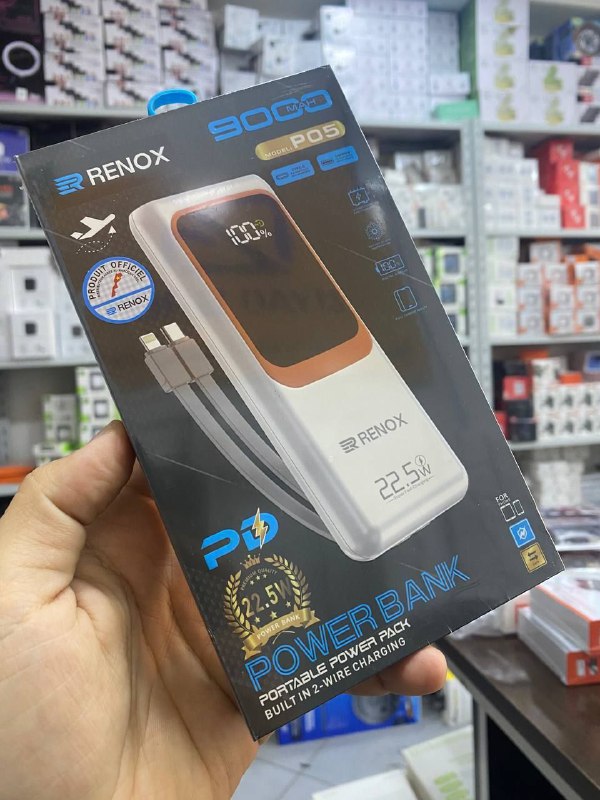 9000
MAH
MODEL: P05
RENOX
PRODUIT OFFICIEL
RENOX
100%
RENOX
22.5W
FOR
PD
PREMIUM QUALITY
22.5W
POWER BANK
POWER BANK
PORTABLE POWER PACK
BUILT IN 2-WIRE CHARGING